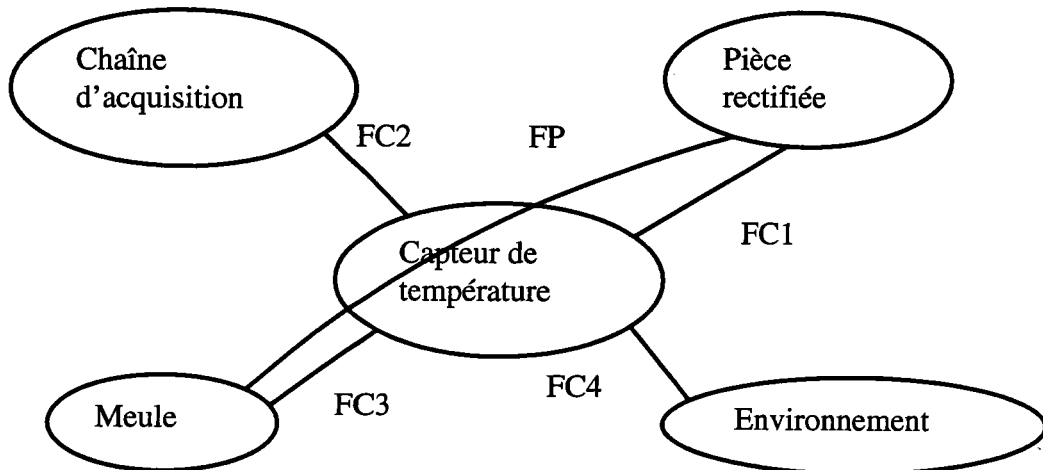 Chaîne
d'acquisition
Pièce
rectifiée
FC2
FP
FC1
Capteur de
température
FC3
FC4
Meule
Environnement